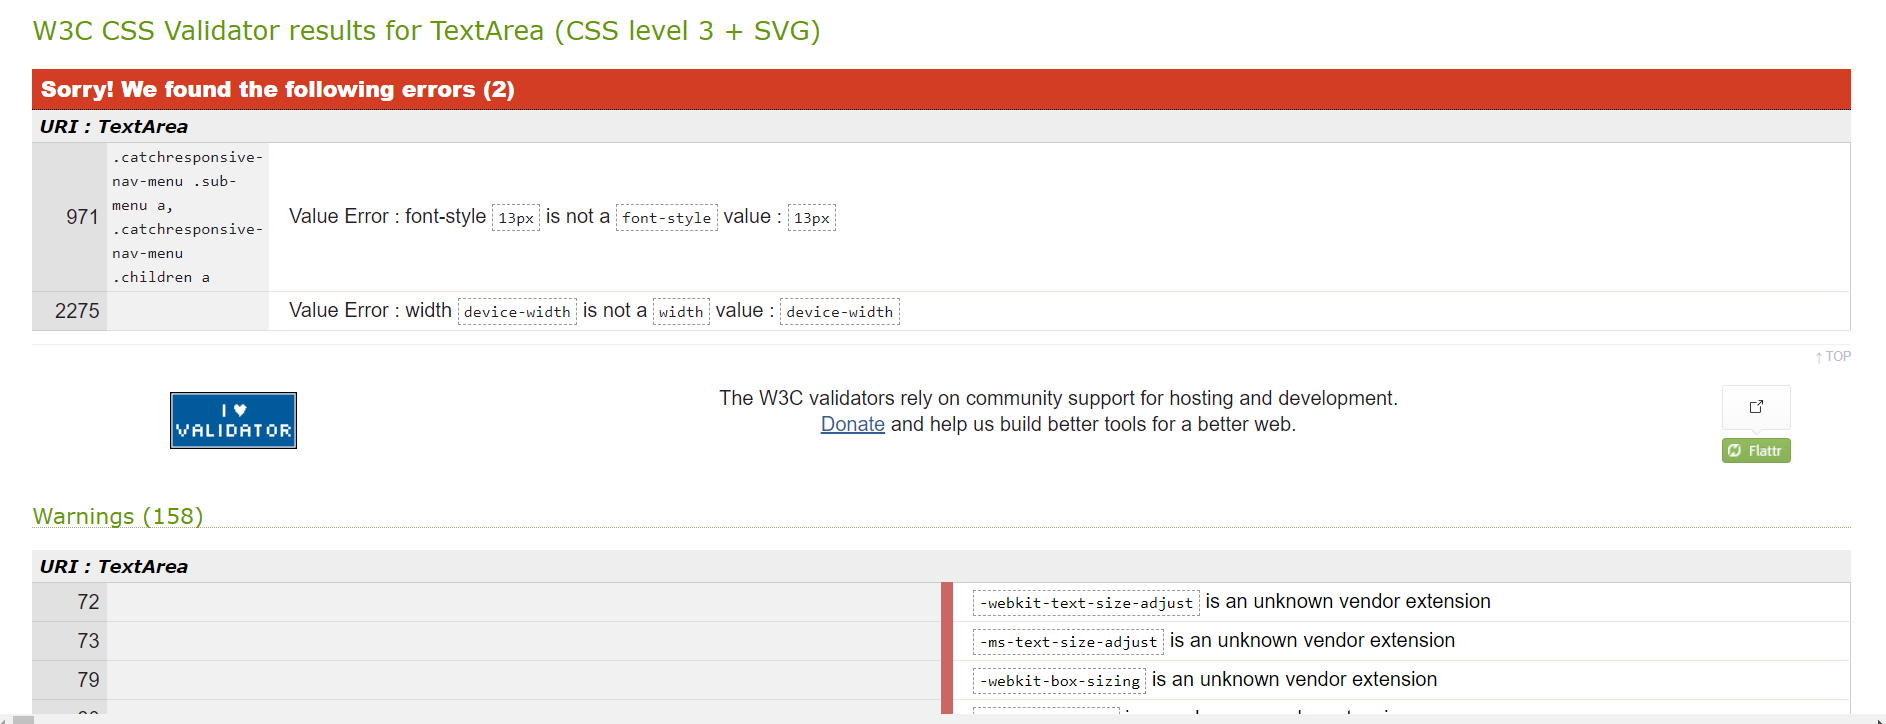 W3C CSS Validator results for TextArea (CSS level 3 + SVG)
Sorry! We found the following errors (2)
URI : TextArea
971
.catchresponsive-
nav-menu .sub-
menu a,
.catchresponsive-
nav-menu
.children a
Value Error : font-style 13px is not a font-style value : 13px
2275 Value Error : width device-width is not a width value : device-width
↑ TOP
I ♥
VALIDATOR
The W3C validators rely on community support for hosting and development.
Donate and help us build better tools for a better web.
Flattr
Warnings (158)
URI : TextArea
72 -webkit-text-size-adjust is an unknown vendor extension
73 -ms-text-size-adjust is an unknown vendor extension
79 -webkit-box-sizing is an unknown vendor extension